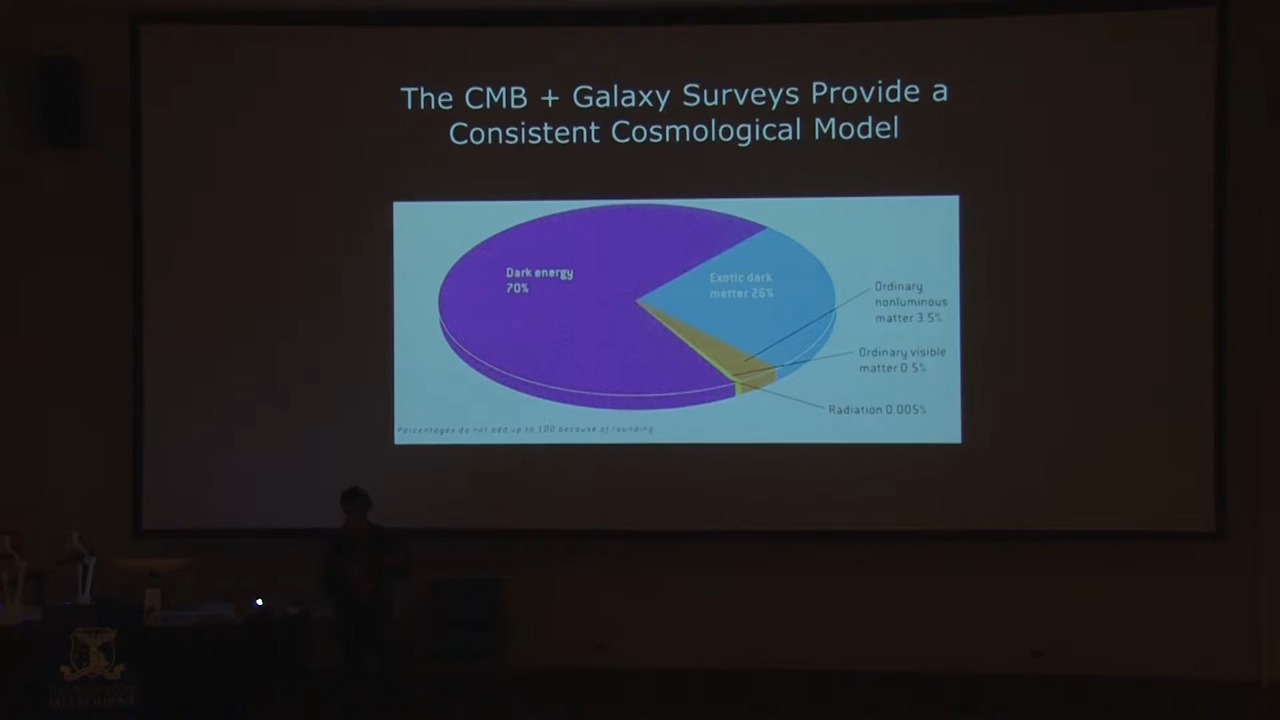 The CMB + Galaxy Surveys Provide a
Consistent Cosmological Model
Dark energy
70%
Exotic dark
matter 26%
Ordinary
nonluminous
matter 3.5%
Ordinary visible
matter 0.5%
Radiation 0.005%
Percentages do not add up to 100 because of rounding
MELBOURNE